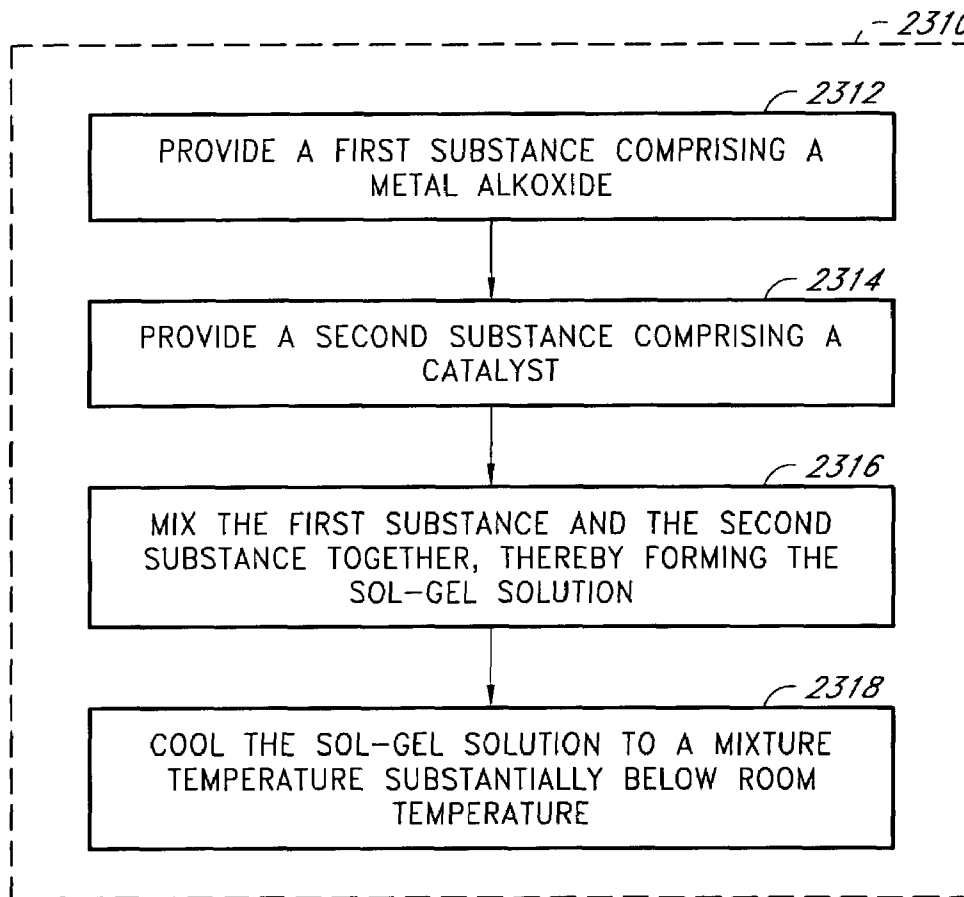 2310
2312
PROVIDE A FIRST SUBSTANCE COMPRISING A
METAL ALKOXIDE
2314
PROVIDE A SECOND SUBSTANCE COMPRISING A
CATALYST
2316
MIX THE FIRST SUBSTANCE AND THE SECOND
SUBSTANCE TOGETHER, THEREBY FORMING THE
SOL-GEL SOLUTION
2318
COOL THE SOL-GEL SOLUTION TO A MIXTURE
TEMPERATURE SUBSTANTIALLY BELOW ROOM
TEMPERATURE